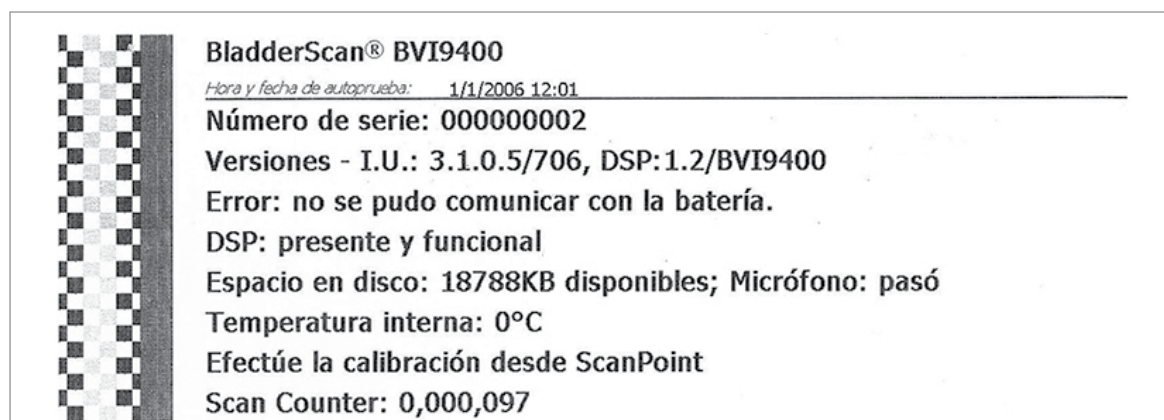 BladderScan® BVI9400
Hora y fecha de autoprueba: 1/1/2006 12:01
Número de serie: 000000002
Versiones - I.U.: 3.1.0.5/706, DSP:1.2/BVI9400
Error: no se pudo comunicar con la batería.
DSP: presente y funcional
Espacio en disco: 18788KB disponibles; Micrófono: pasó
Temperatura interna: 0°C
Efectúe la calibración desde ScanPoint
Scan Counter: 0,000,097